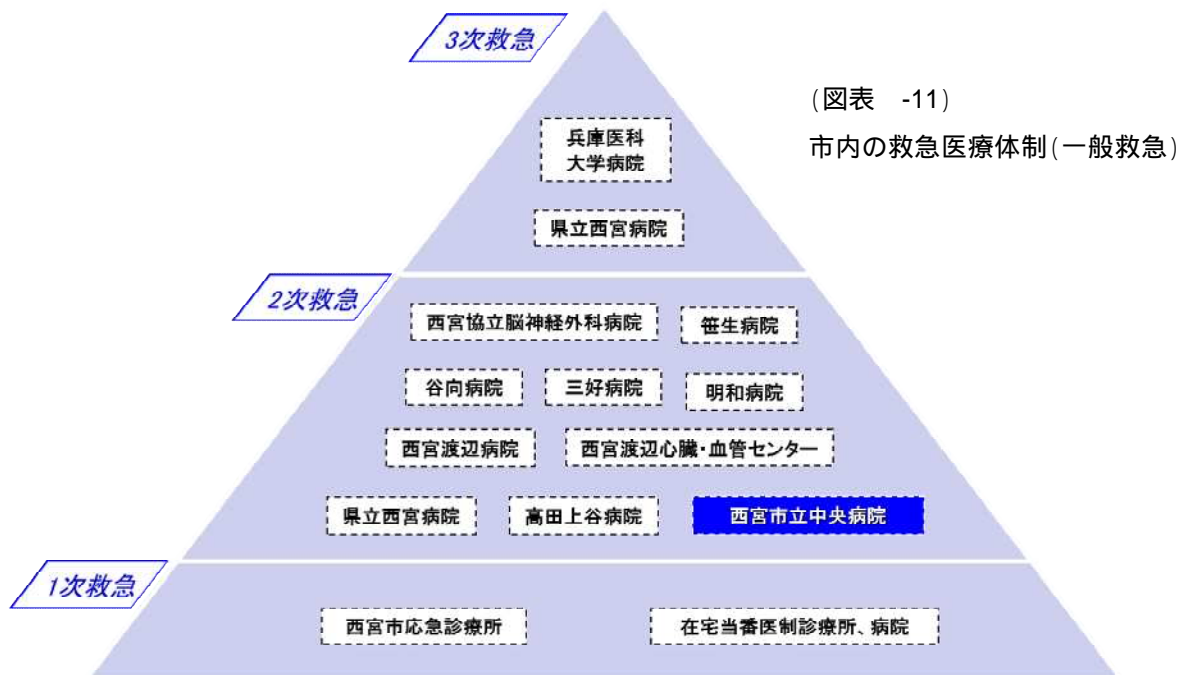 3次救急
(図表　-11)
市内の救急医療体制(一般救急)
兵庫医科
大学病院
県立西宮病院
2次救急
西宮協立脳神経外科病院
笹生病院
谷向病院
三好病院
明和病院
西宮渡辺病院
西宮渡辺心臓・血管センター
県立西宮病院
高田上谷病院
西宮市立中央病院
1次救急
西宮市応急診療所
在宅当番医制診療所、病院